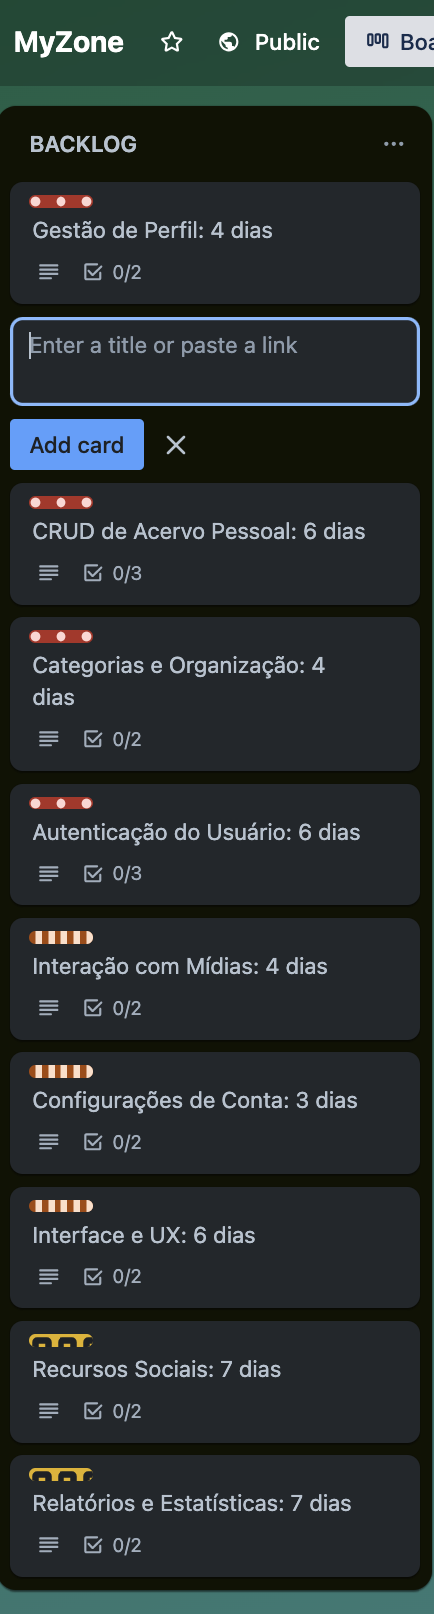 MyZone Public Boa
BACKLOG
Gestão de Perfil: 4 dias
0/2
Enter a title or paste a link
Add card
CRUD de Acervo Pessoal: 6 dias
0/3
Categorias e Organização: 4
dias
0/2
Autenticação do Usuário: 6 dias
0/3
Interação com Mídias: 4 dias
0/2
Configurações de Conta: 3 dias
0/2
Interface e UX: 6 dias
0/2
Recursos Sociais: 7 dias
0/2
Relatórios e Estatísticas: 7 dias
0/2